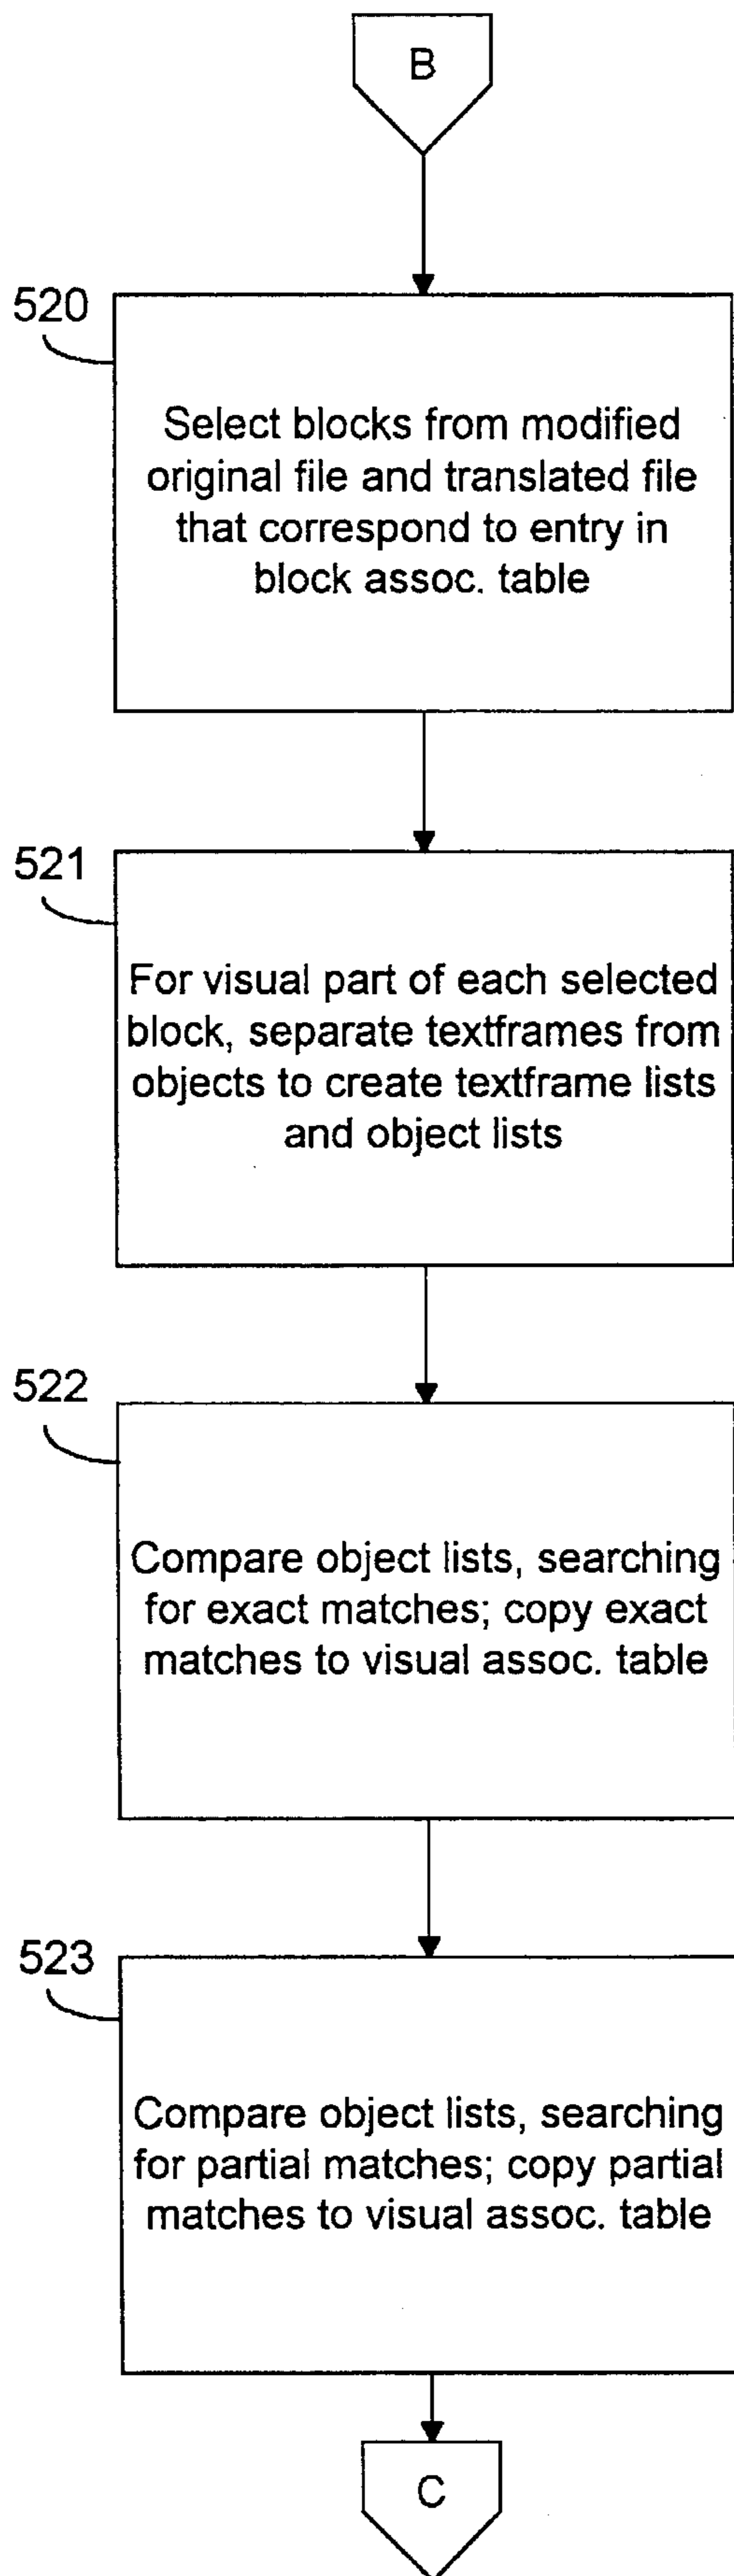 B
520
Select blocks from modified
original file and translated file
that correspond to entry in
block assoc. table
521
For visual part of each selected
block, separate textframes from
objects to create textframe lists
and object lists
522
Compare object lists, searching
for exact matches; copy exact
matches to visual assoc. table
523
Compare object lists, searching
for partial matches; copy partial
matches to visual assoc. table
C